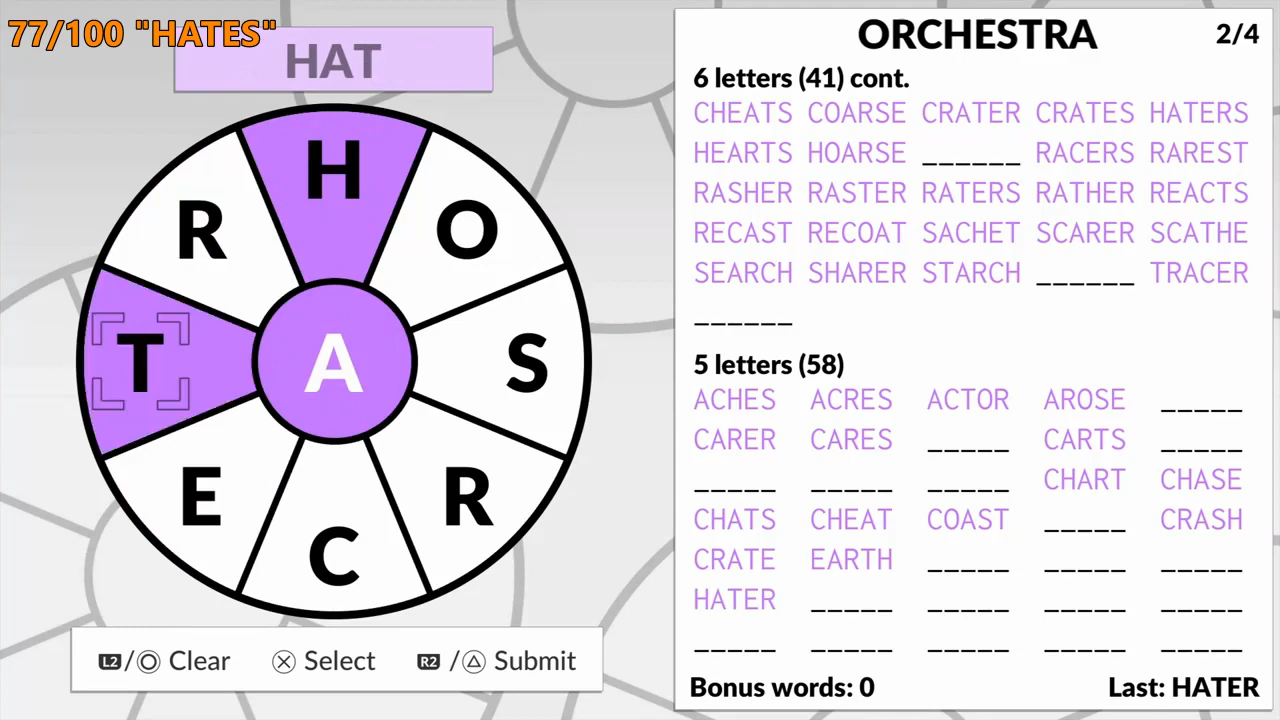 77/100 "HATES"
HAT
H
R
O
T
A
S
E
R
C
L2/◯ Clear ⊗ Select R2/△ Submit
ORCHESTRA 2/4
6 letters (41) cont.
CHEATS COARSE CRATER CRATES HATERS
HEARTS HOARSE ______ RACERS RAREST
RASHER RASTER RATERS RATHER REACTS
RECAST RECOAT SACHET SCARER SCATHE
SEARCH SHARER STARCH ______ TRACER
______
5 letters (58)
ACHES ACRES ACTOR AROSE _____
CARER CARES _____ CARTS _____
_____ _____ _____ CHART CHASE
CHATS CHEAT COAST _____ CRASH
CRATE EARTH _____ _____ _____
HATER _____ _____ _____ _____
_____ _____ _____ _____ _____
Bonus words: 0 Last: HATER